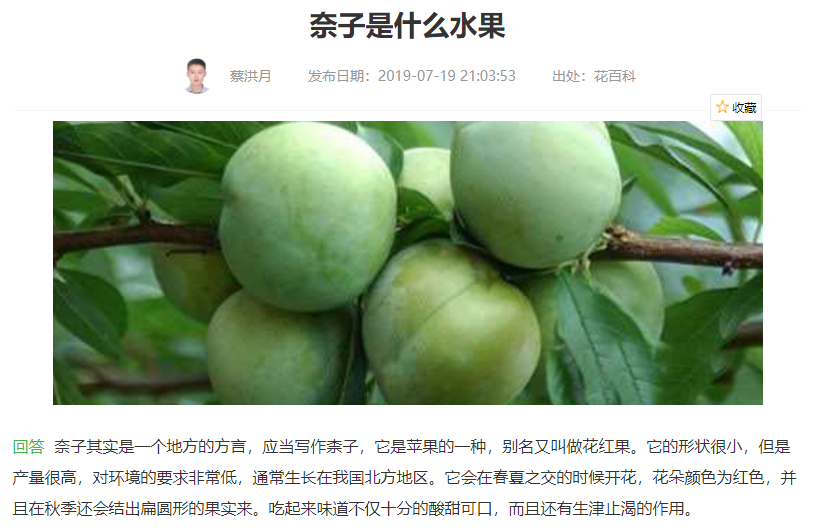 奈子是什么水果
蔡洪月 发布日期：2019-07-19 21:03:53 出处：花百科
收藏
回答 奈子其实是一个地方的方言，应当写作柰子，它是苹果的一种，别名又叫做花红果。它的形状很小，但是
产量很高，对环境的要求非常低，通常生长在我国北方地区。它会在春夏之交的时候开花，花朵颜色为红色，并
且在秋季还会结出扁圆形的果实来。吃起来味道不仅十分的酸甜可口，而且还有生津止渴的作用。